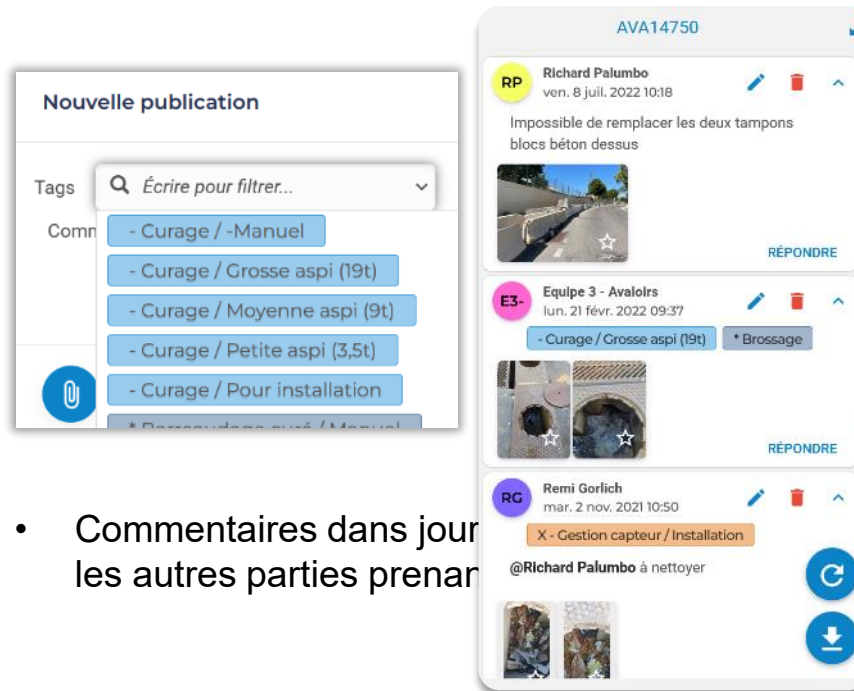 Nouvelle publication
Tags
Écrire pour filtrer...
Comm
- Curage / -Manuel
- Curage / Grosse aspi (19t)
- Curage / Moyenne aspi (9t)
- Curage / Petite aspi (3,5t)
- Curage / Pour installation
• Commentaires dans jour
les autres parties prenan
AVA14750
RP
Richard Palumbo
ven. 8 juil. 2022 10:18
Impossible de remplacer les deux tampons
blocs béton dessus
RÉPONDRE
E3-
Equipe 3 - Avaloirs
lun. 21 févr. 2022 09:37
- Curage / Grosse aspi (19t) * Brossage
RÉPONDRE
RG
Remi Gorlich
mar. 2 nov. 2021 10:50
X - Gestion capteur / Installation
@Richard Palumbo à nettoyer